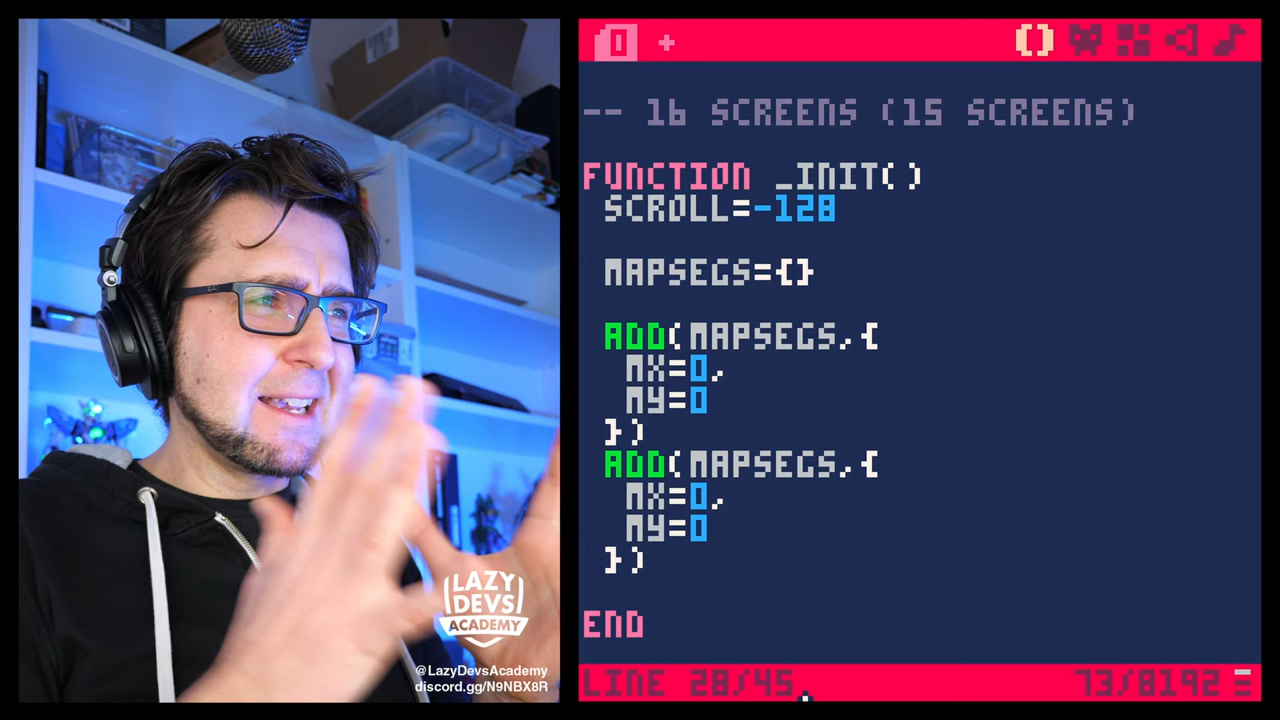 LAZY
DEVS
ACADEMY
@LazyDevsAcademy
discord.gg/N9NBX8R
0 +
-- 16 SCREENS (15 SCREENS)
FUNCTION _INIT()
SCROLL=-128
MAPSEGS={}
ADD(MAPSEGS,{
MX=0,
MY=0
})
ADD(MAPSEGS,{
MX=0,
MY=0
})
END
LINE 28/45
73/8192